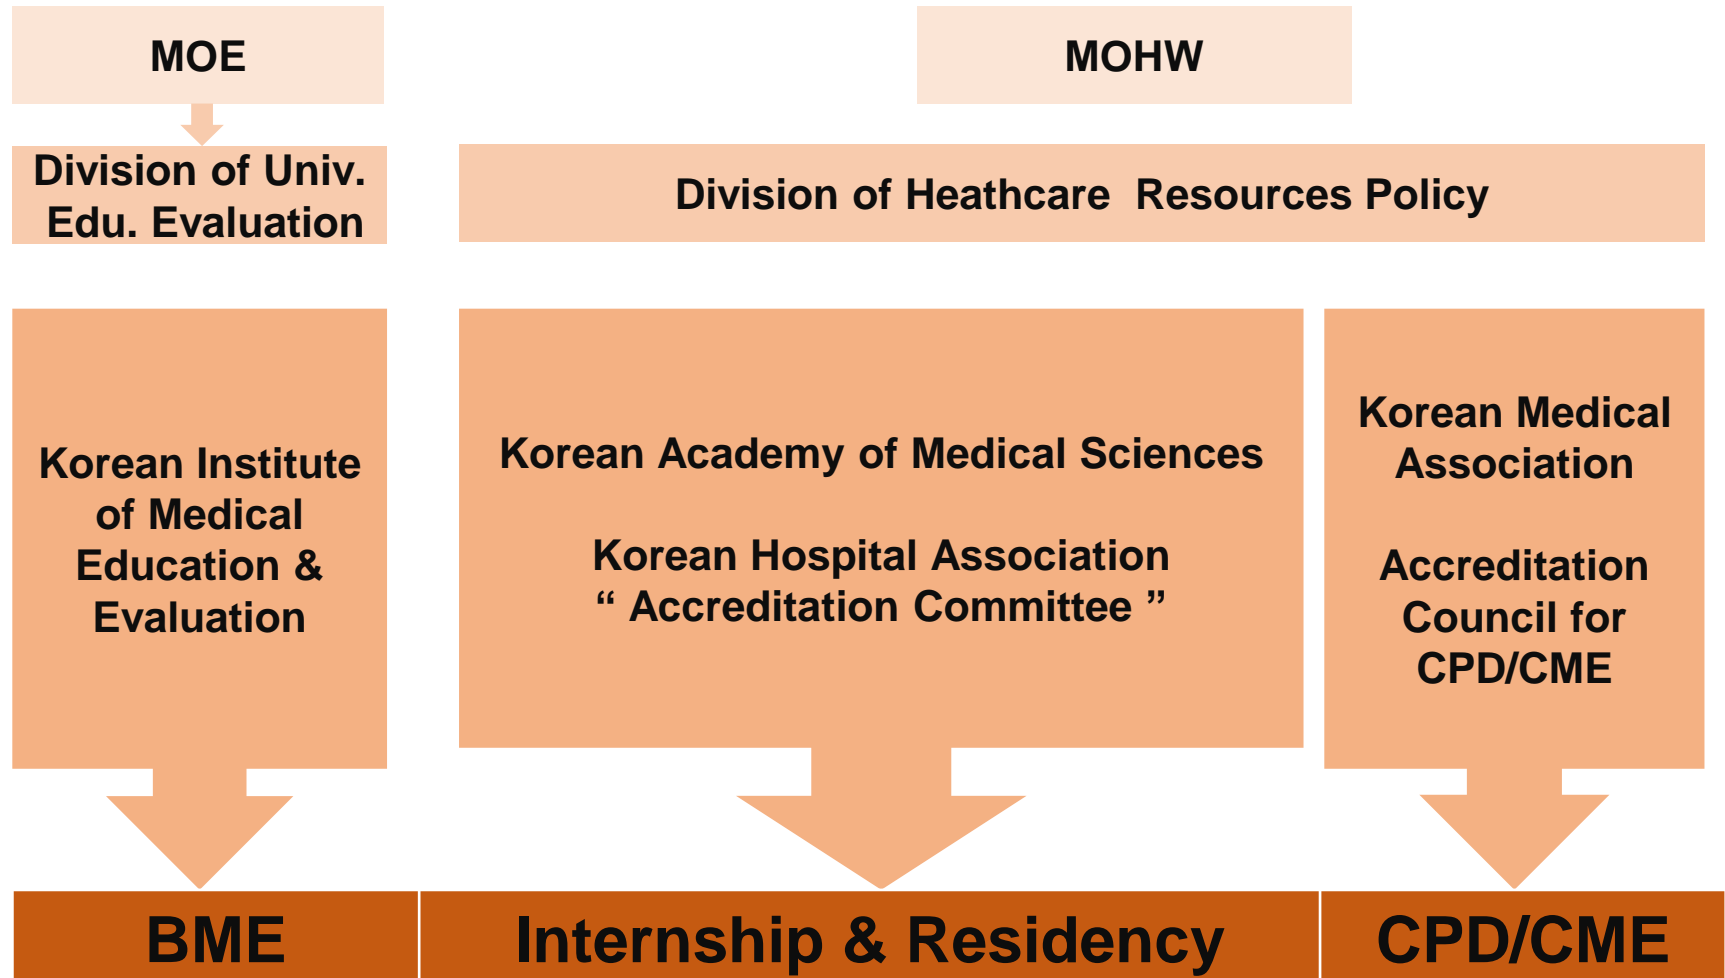 MOE
MOHW
Division of Univ.
Edu. Evaluation
Division of Heathcare Resources Policy
Korean Institute
of Medical
Education &
Evaluation
Korean Academy of Medical Sciences
Korean Hospital Association
“ Accreditation Committee ”
Korean Medical
Association
Accreditation
Council for
CPD/CME
BME
Internship & Residency
CPD/CME